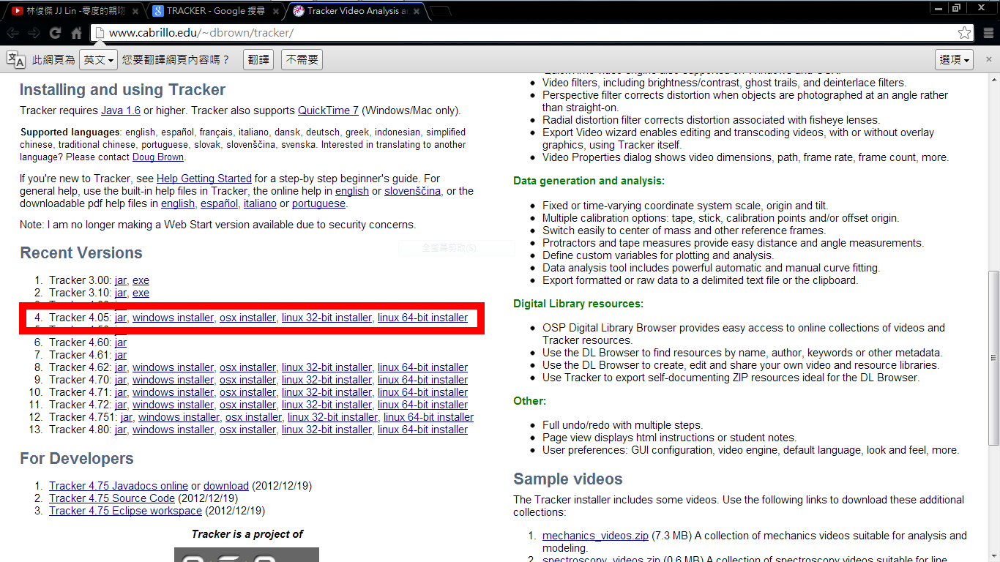 林俊傑 JJ Lin -零度的親吻
TRACKER - Google 搜尋
Tracker Video Analysis a
www.cabrillo.edu/~dbrown/tracker/
此網頁為 英文 您要翻譯網頁內容嗎？ 翻譯 不需要 選項
Installing and using Tracker
Tracker requires Java 1.6 or higher. Tracker also supports QuickTime 7 (Windows/Mac only).
Supported languages: english, español, français, italiano, dansk, deutsch, greek, indonesian, simplified
chinese, traditional chinese, portuguese, slovak, slovenščina, svenska. Interested in translating to another
language? Please contact Doug Brown.
If you're new to Tracker, see Help Getting Started for a step-by step beginner's guide. For
general help, use the built-in help files in Tracker, the online help in english or slovenščina, or the
downloadable pdf help files in english, español, italiano or portuguese.
Note: I am no longer making a Web Start version available due to security concerns.
全螢幕剪取(S)
Recent Versions
1. Tracker 3.00: jar, exe
2. Tracker 3.10: jar, exe
4. Tracker 4.05: jar, windows installer, osx installer, linux 32-bit installer, linux 64-bit installer
6. Tracker 4.60: jar
7. Tracker 4.61: jar
8. Tracker 4.62: jar, windows installer, osx installer, linux 32-bit installer, linux 64-bit installer
9. Tracker 4.70: jar, windows installer, osx installer, linux 32-bit installer, linux 64-bit installer
10. Tracker 4.71: jar, windows installer, osx installer, linux 32-bit installer, linux 64-bit installer
11. Tracker 4.72: jar, windows installer, osx installer, linux 32-bit installer, linux 64-bit installer
12. Tracker 4.751: jar, windows installer, osx installer, linux 32-bit installer, linux 64-bit installer
13. Tracker 4.80: jar, windows installer, osx installer, linux 32-bit installer, linux 64-bit installer
For Developers
1. Tracker 4.75 Javadocs online or download (2012/12/19)
2. Tracker 4.75 Source Code (2012/12/19)
3. Tracker 4.75 Eclipse workspace (2012/12/19)
Tracker is a project of
QuickTime video engine also supported on Windows and OSX.
Video filters, including brightness/contrast, ghost trails, and deinterlace filters.
Perspective filter corrects distortion when objects are photographed at an angle rather
than straight-on.
Radial distortion filter corrects distortion associated with fisheye lenses.
Export Video wizard enables editing and transcoding videos, with or without overlay
graphics, using Tracker itself.
Video Properties dialog shows video dimensions, path, frame rate, frame count, more.
Data generation and analysis:
Fixed or time-varying coordinate system scale, origin and tilt.
Multiple calibration options: tape, stick, calibration points and/or offset origin.
Switch easily to center of mass and other reference frames.
Protractors and tape measures provide easy distance and angle measurements.
Define custom variables for plotting and analysis.
Data analysis tool includes powerful automatic and manual curve fitting.
Export formatted or raw data to a delimited text file or the clipboard.
Digital Library resources:
OSP Digital Library Browser provides easy access to online collections of videos and
Tracker resources.
Use the DL Browser to find resources by name, author, keywords or other metadata.
Use the DL Browser to create, edit and share your own video and resource libraries.
Use Tracker to export self-documenting ZIP resources ideal for the DL Browser.
Other:
Full undo/redo with multiple steps.
Page view displays html instructions or student notes.
User preferences: GUI configuration, video engine, default language, look and feel, more.
Sample videos
The Tracker installer includes some videos. Use the following links to download these additional
collections:
1. mechanics_videos.zip (7.3 MB) A collection of mechanics videos suitable for analysis and
modeling.
2. spectroscopy_videos.zip (0.6 MB) A collection of spectroscopy videos suitable for line